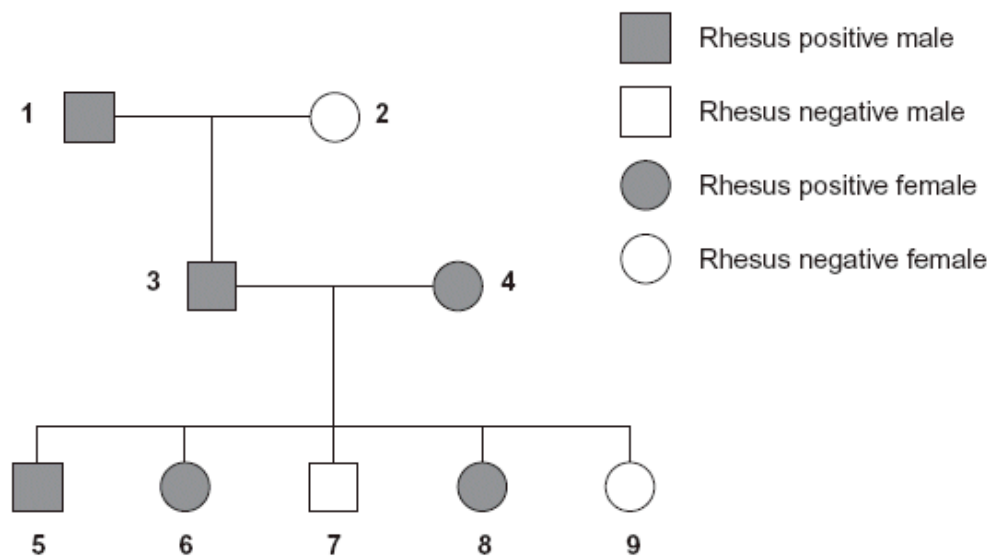 Rhesus positive male
1
2
Rhesus negative male
Rhesus positive female
Rhesus negative female
3
4
5 6 7 8 9